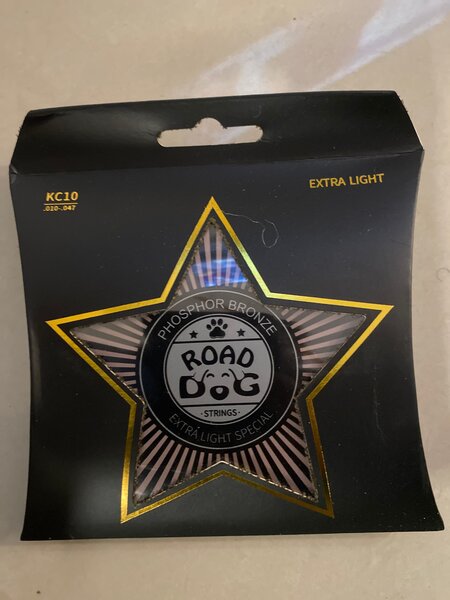 KC10
.010-.047
EXTRA LIGHT
PHOSPHOR BRONZE
ROAD
DOG
·STRINGS·
EXTRA LIGHT SPECIAL